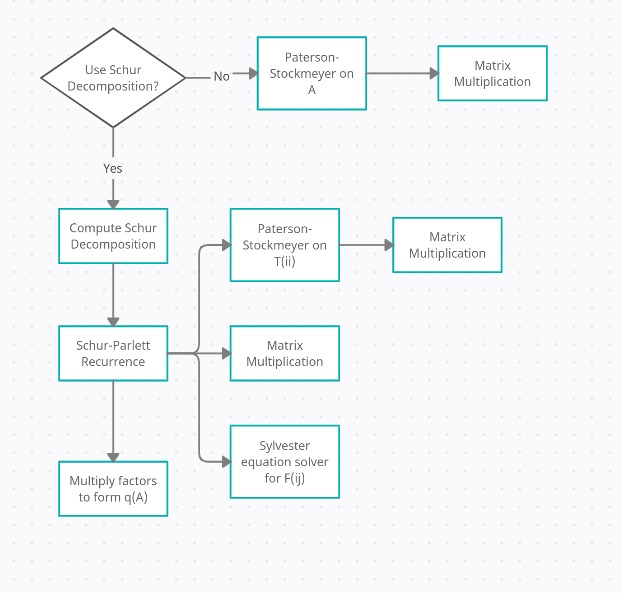 Use Schur
Decomposition?
No
Paterson-
Stockmeyer on
A
Matrix
Multiplication
Yes
Compute Schur
Decomposition
Paterson-
Stockmeyer on
T(ii)
Matrix
Multiplication
Schur-Parlett
Recurrence
Matrix
Multiplication
Sylvester
equation solver
for F(ij)
Multiply factors
to form q(A)